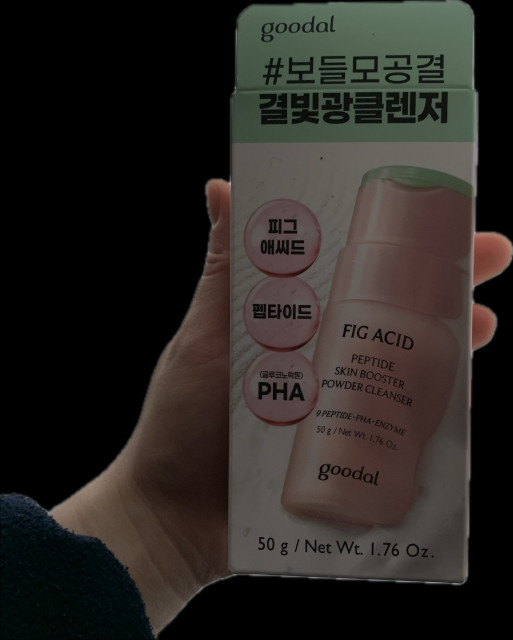 goodal
#보들모공결
결빛광클렌저
피그
애씨드
펩타이드
(글루코노락톤)
PHA
FIG ACID
PEPTIDE
SKIN BOOSTER
POWDER CLEANSER
9 PEPTIDE·PHA·ENZYME
50 g / Net Wt. 1.76 Oz.
goodal
50 g / Net Wt. 1.76 Oz.